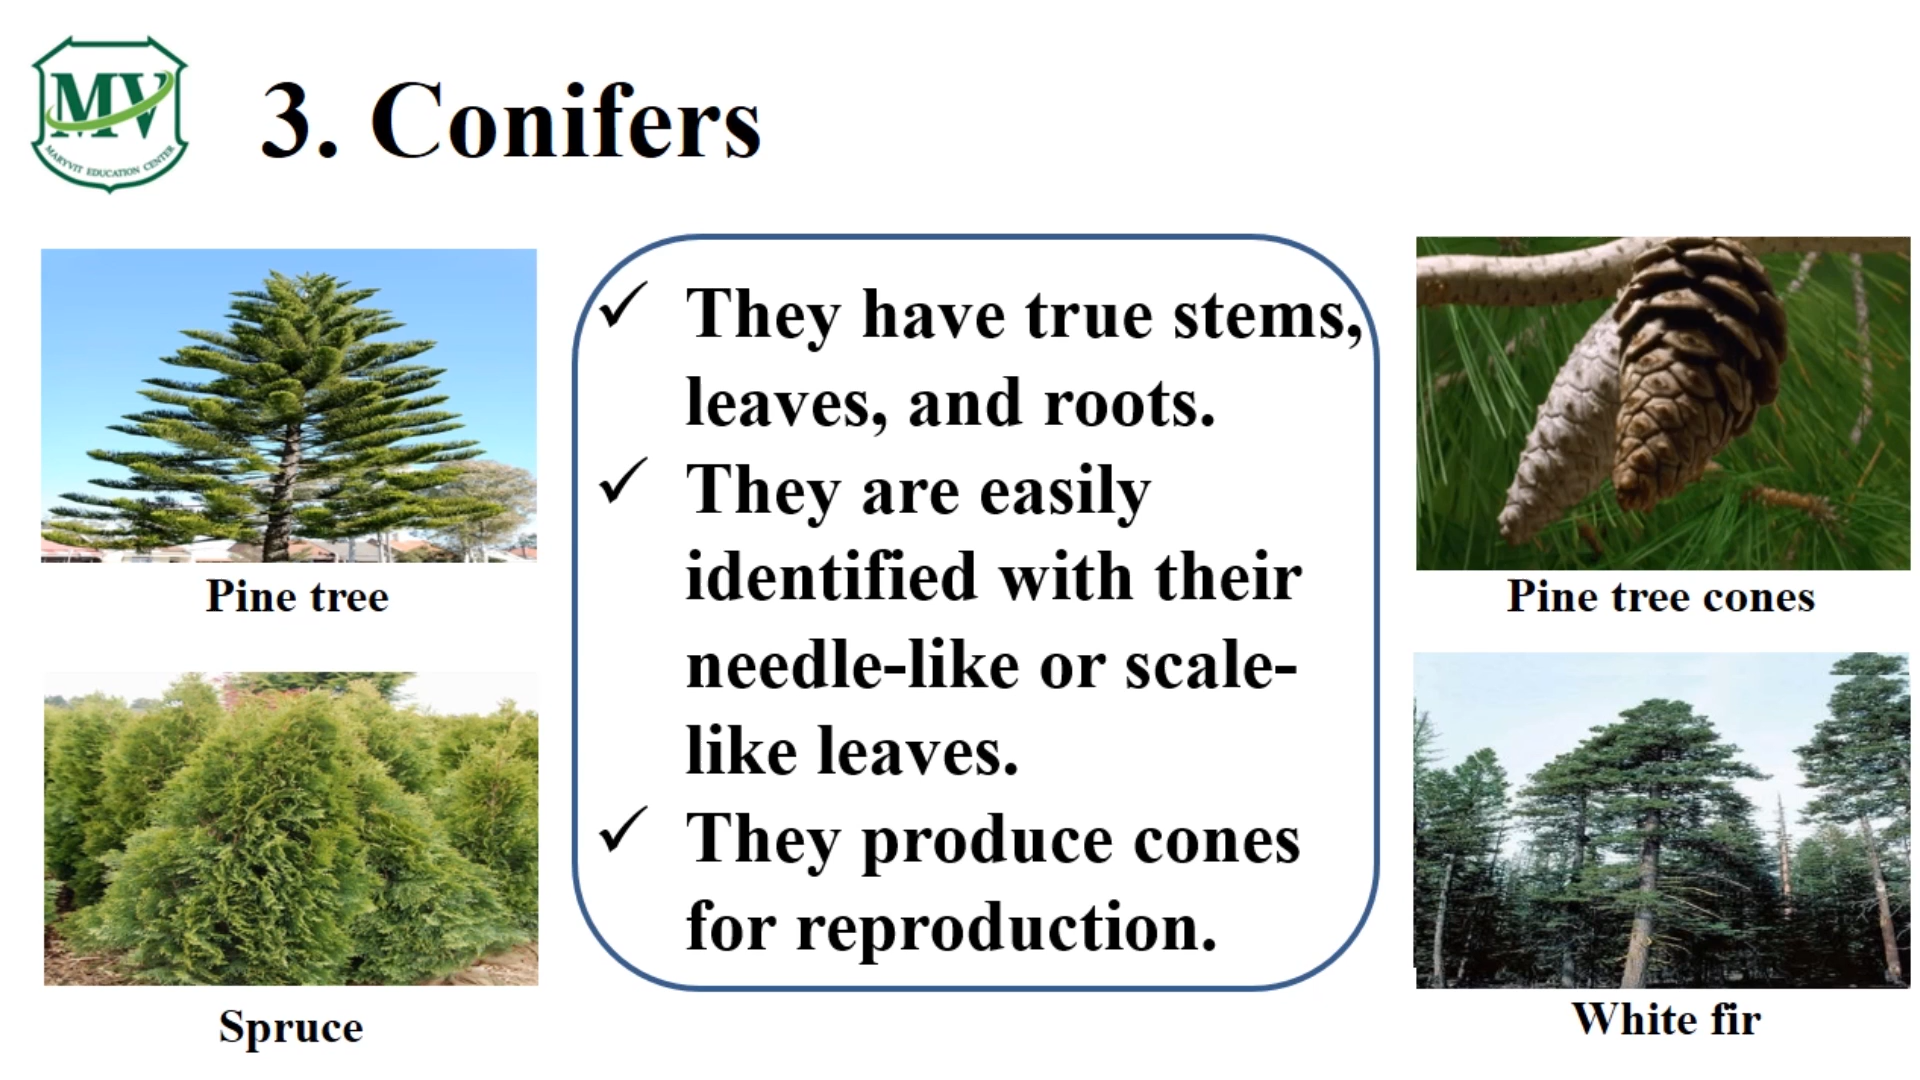 MV
MARYVIT EDUCATION CENTER
3. Conifers
✓ They have true stems,
leaves, and roots.
✓ They are easily
identified with their
needle-like or scale-
like leaves.
✓ They produce cones
for reproduction.
Pine tree
Pine tree cones
Spruce
White fir